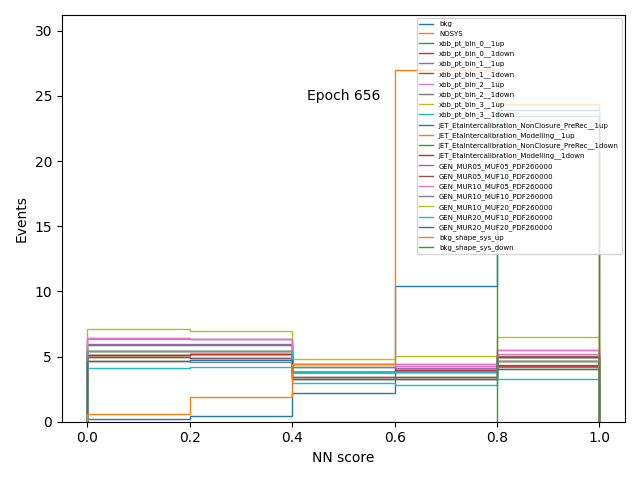 30
25
20
15
10
5
0
Events
Epoch 656
bkg
NOSYS
xbb_pt_bin_0__1up
xbb_pt_bin_0__1down
xbb_pt_bin_1__1up
xbb_pt_bin_1__1down
xbb_pt_bin_2__1up
xbb_pt_bin_2__1down
xbb_pt_bin_3__1up
xbb_pt_bin_3__1down
JET_EtaIntercalibration_NonClosure_PreRec__1up
JET_EtaIntercalibration_Modelling__1up
JET_EtaIntercalibration_NonClosure_PreRec__1down
JET_EtaIntercalibration_Modelling__1down
GEN_MUR05_MUF05_PDF260000
GEN_MUR05_MUF10_PDF260000
GEN_MUR10_MUF05_PDF260000
GEN_MUR10_MUF10_PDF260000
GEN_MUR10_MUF20_PDF260000
GEN_MUR20_MUF10_PDF260000
GEN_MUR20_MUF20_PDF260000
bkg_shape_sys_up
bkg_shape_sys_down
0.0 0.2 0.4 0.6 0.8 1.0
NN score